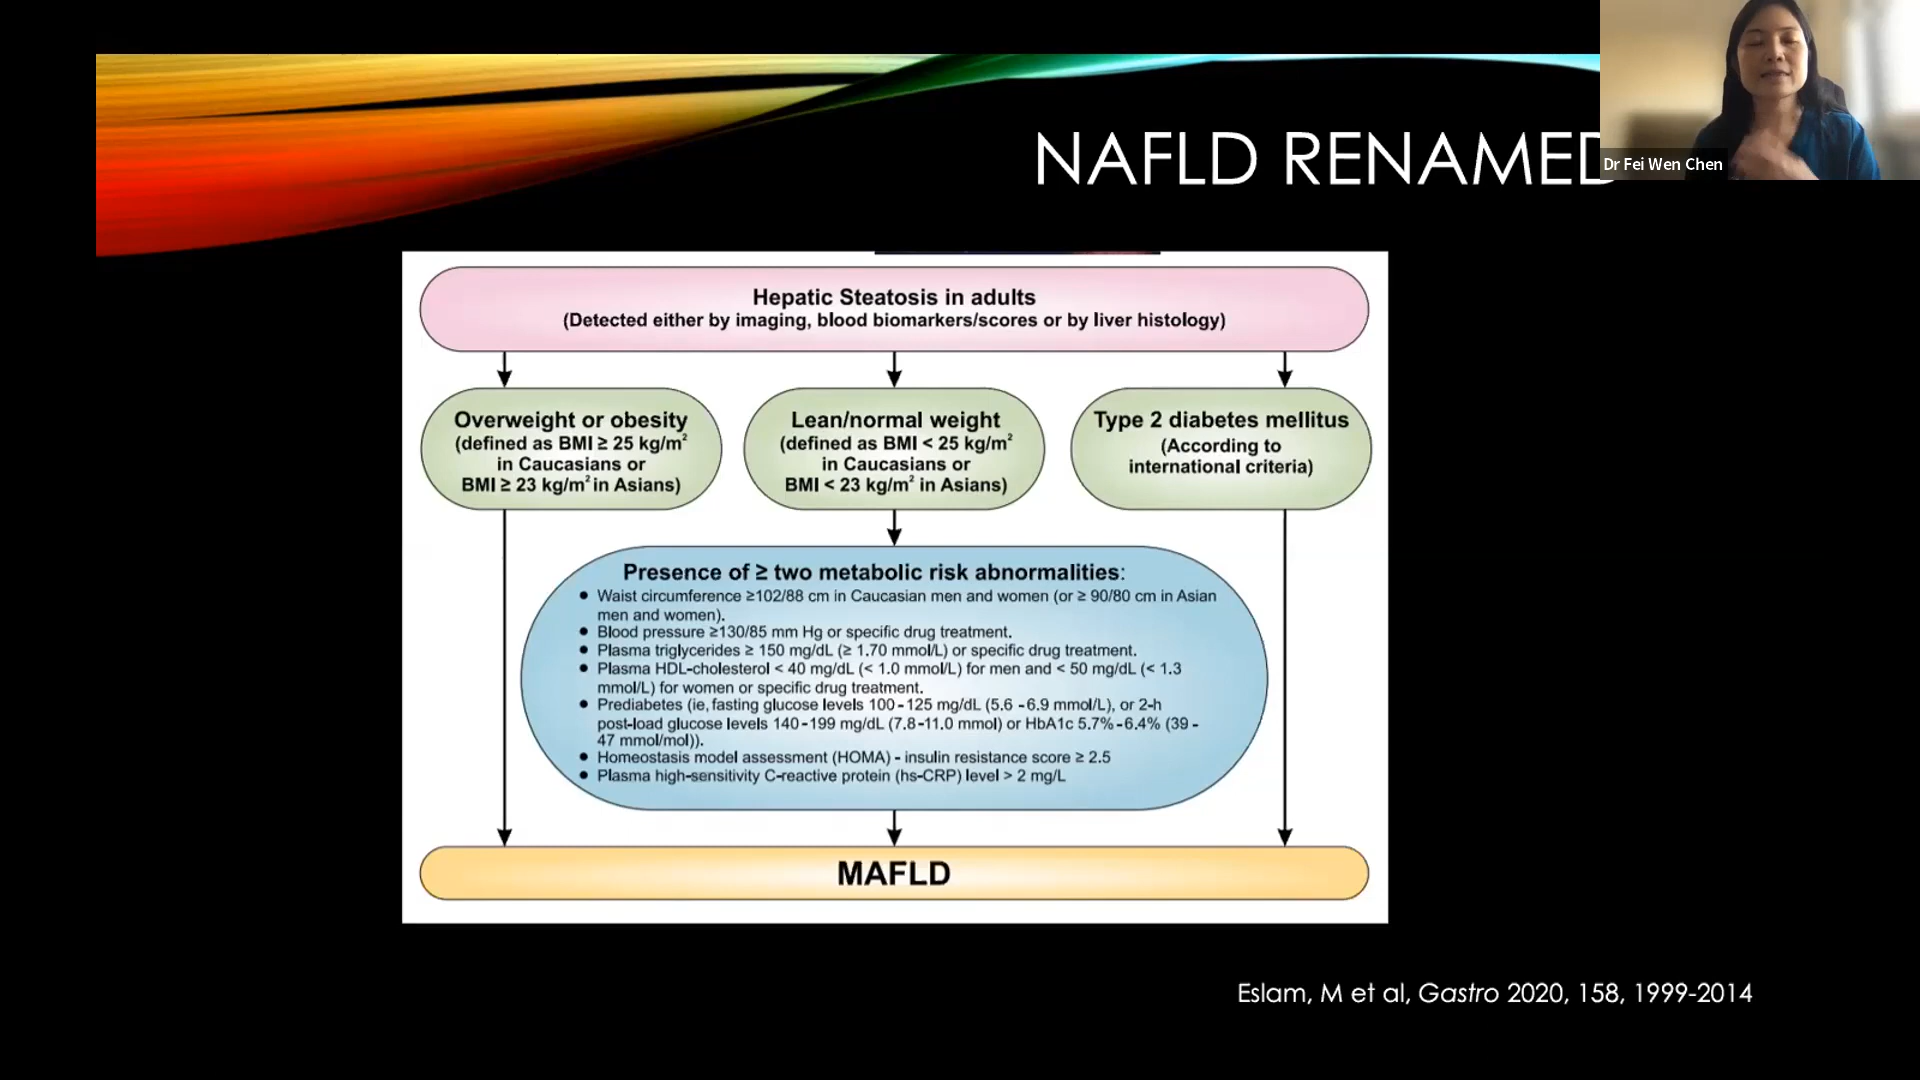 NAFLD RENAMED
Dr Fei Wen Chen
Hepatic Steatosis in adults
(Detected either by imaging, blood biomarkers/scores or by liver histology)
Overweight or obesity
(defined as BMI ≥ 25 kg/m²
in Caucasians or
BMI ≥ 23 kg/m² in Asians)
Lean/normal weight
(defined as BMI < 25 kg/m²
in Caucasians or
BMI < 23 kg/m² in Asians)
Type 2 diabetes mellitus
(According to
international criteria)
Presence of ≥ two metabolic risk abnormalities:
● Waist circumference ≥102/88 cm in Caucasian men and women (or ≥ 90/80 cm in Asian
men and women).
● Blood pressure ≥130/85 mm Hg or specific drug treatment.
● Plasma triglycerides ≥ 150 mg/dL (≥ 1.70 mmol/L) or specific drug treatment.
● Plasma HDL-cholesterol < 40 mg/dL (< 1.0 mmol/L) for men and < 50 mg/dL (< 1.3
mmol/L) for women or specific drug treatment.
● Prediabetes (ie, fasting glucose levels 100-125 mg/dL (5.6 -6.9 mmol/L), or 2-h
post-load glucose levels 140-199 mg/dL (7.8-11.0 mmol) or HbA1c 5.7%-6.4% (39 -
47 mmol/mol)).
● Homeostasis model assessment (HOMA) - insulin resistance score ≥ 2.5
● Plasma high-sensitivity C-reactive protein (hs-CRP) level > 2 mg/L
MAFLD
Eslam, M et al, Gastro 2020, 158, 1999-2014